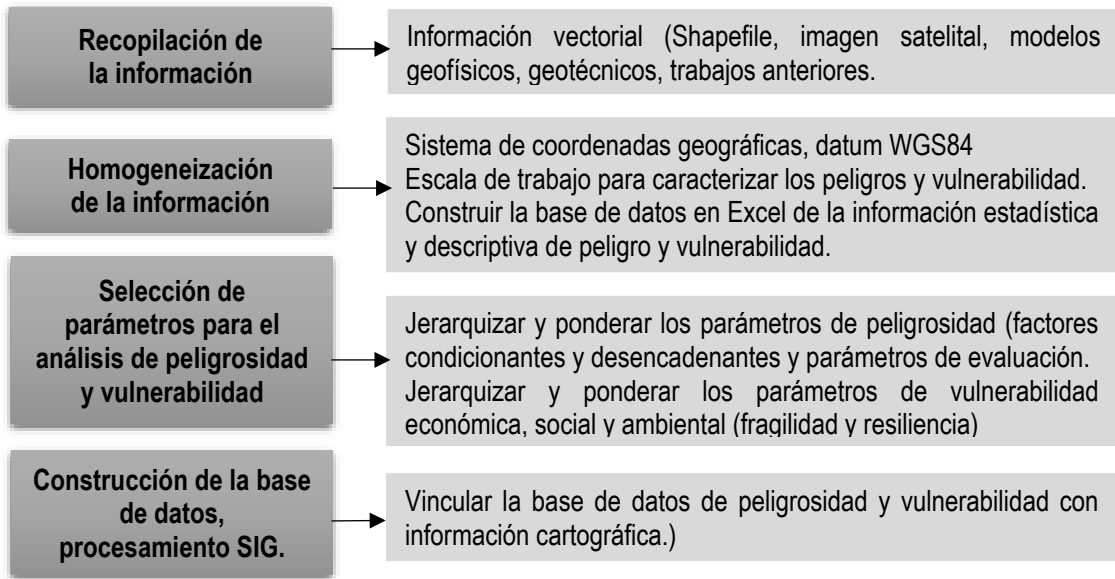 Recopilación de
la información
Información vectorial (Shapefile, imagen satelital, modelos
geofísicos, geotécnicos, trabajos anteriores.
Homogeneización
de la información
Sistema de coordenadas geográficas, datum WGS84
Escala de trabajo para caracterizar los peligros y vulnerabilidad.
Construir la base de datos en Excel de la información estadística
y descriptiva de peligro y vulnerabilidad.
Selección de
parámetros para el
análisis de peligrosidad
y vulnerabilidad
Jerarquizar y ponderar los parámetros de peligrosidad (factores
condicionantes y desencadenantes y parámetros de evaluación.
Jerarquizar y ponderar los parámetros de vulnerabilidad
económica, social y ambiental (fragilidad y resiliencia)
Construcción de la base
de datos,
procesamiento SIG.
Vincular la base de datos de peligrosidad y vulnerabilidad con
información cartográfica.)